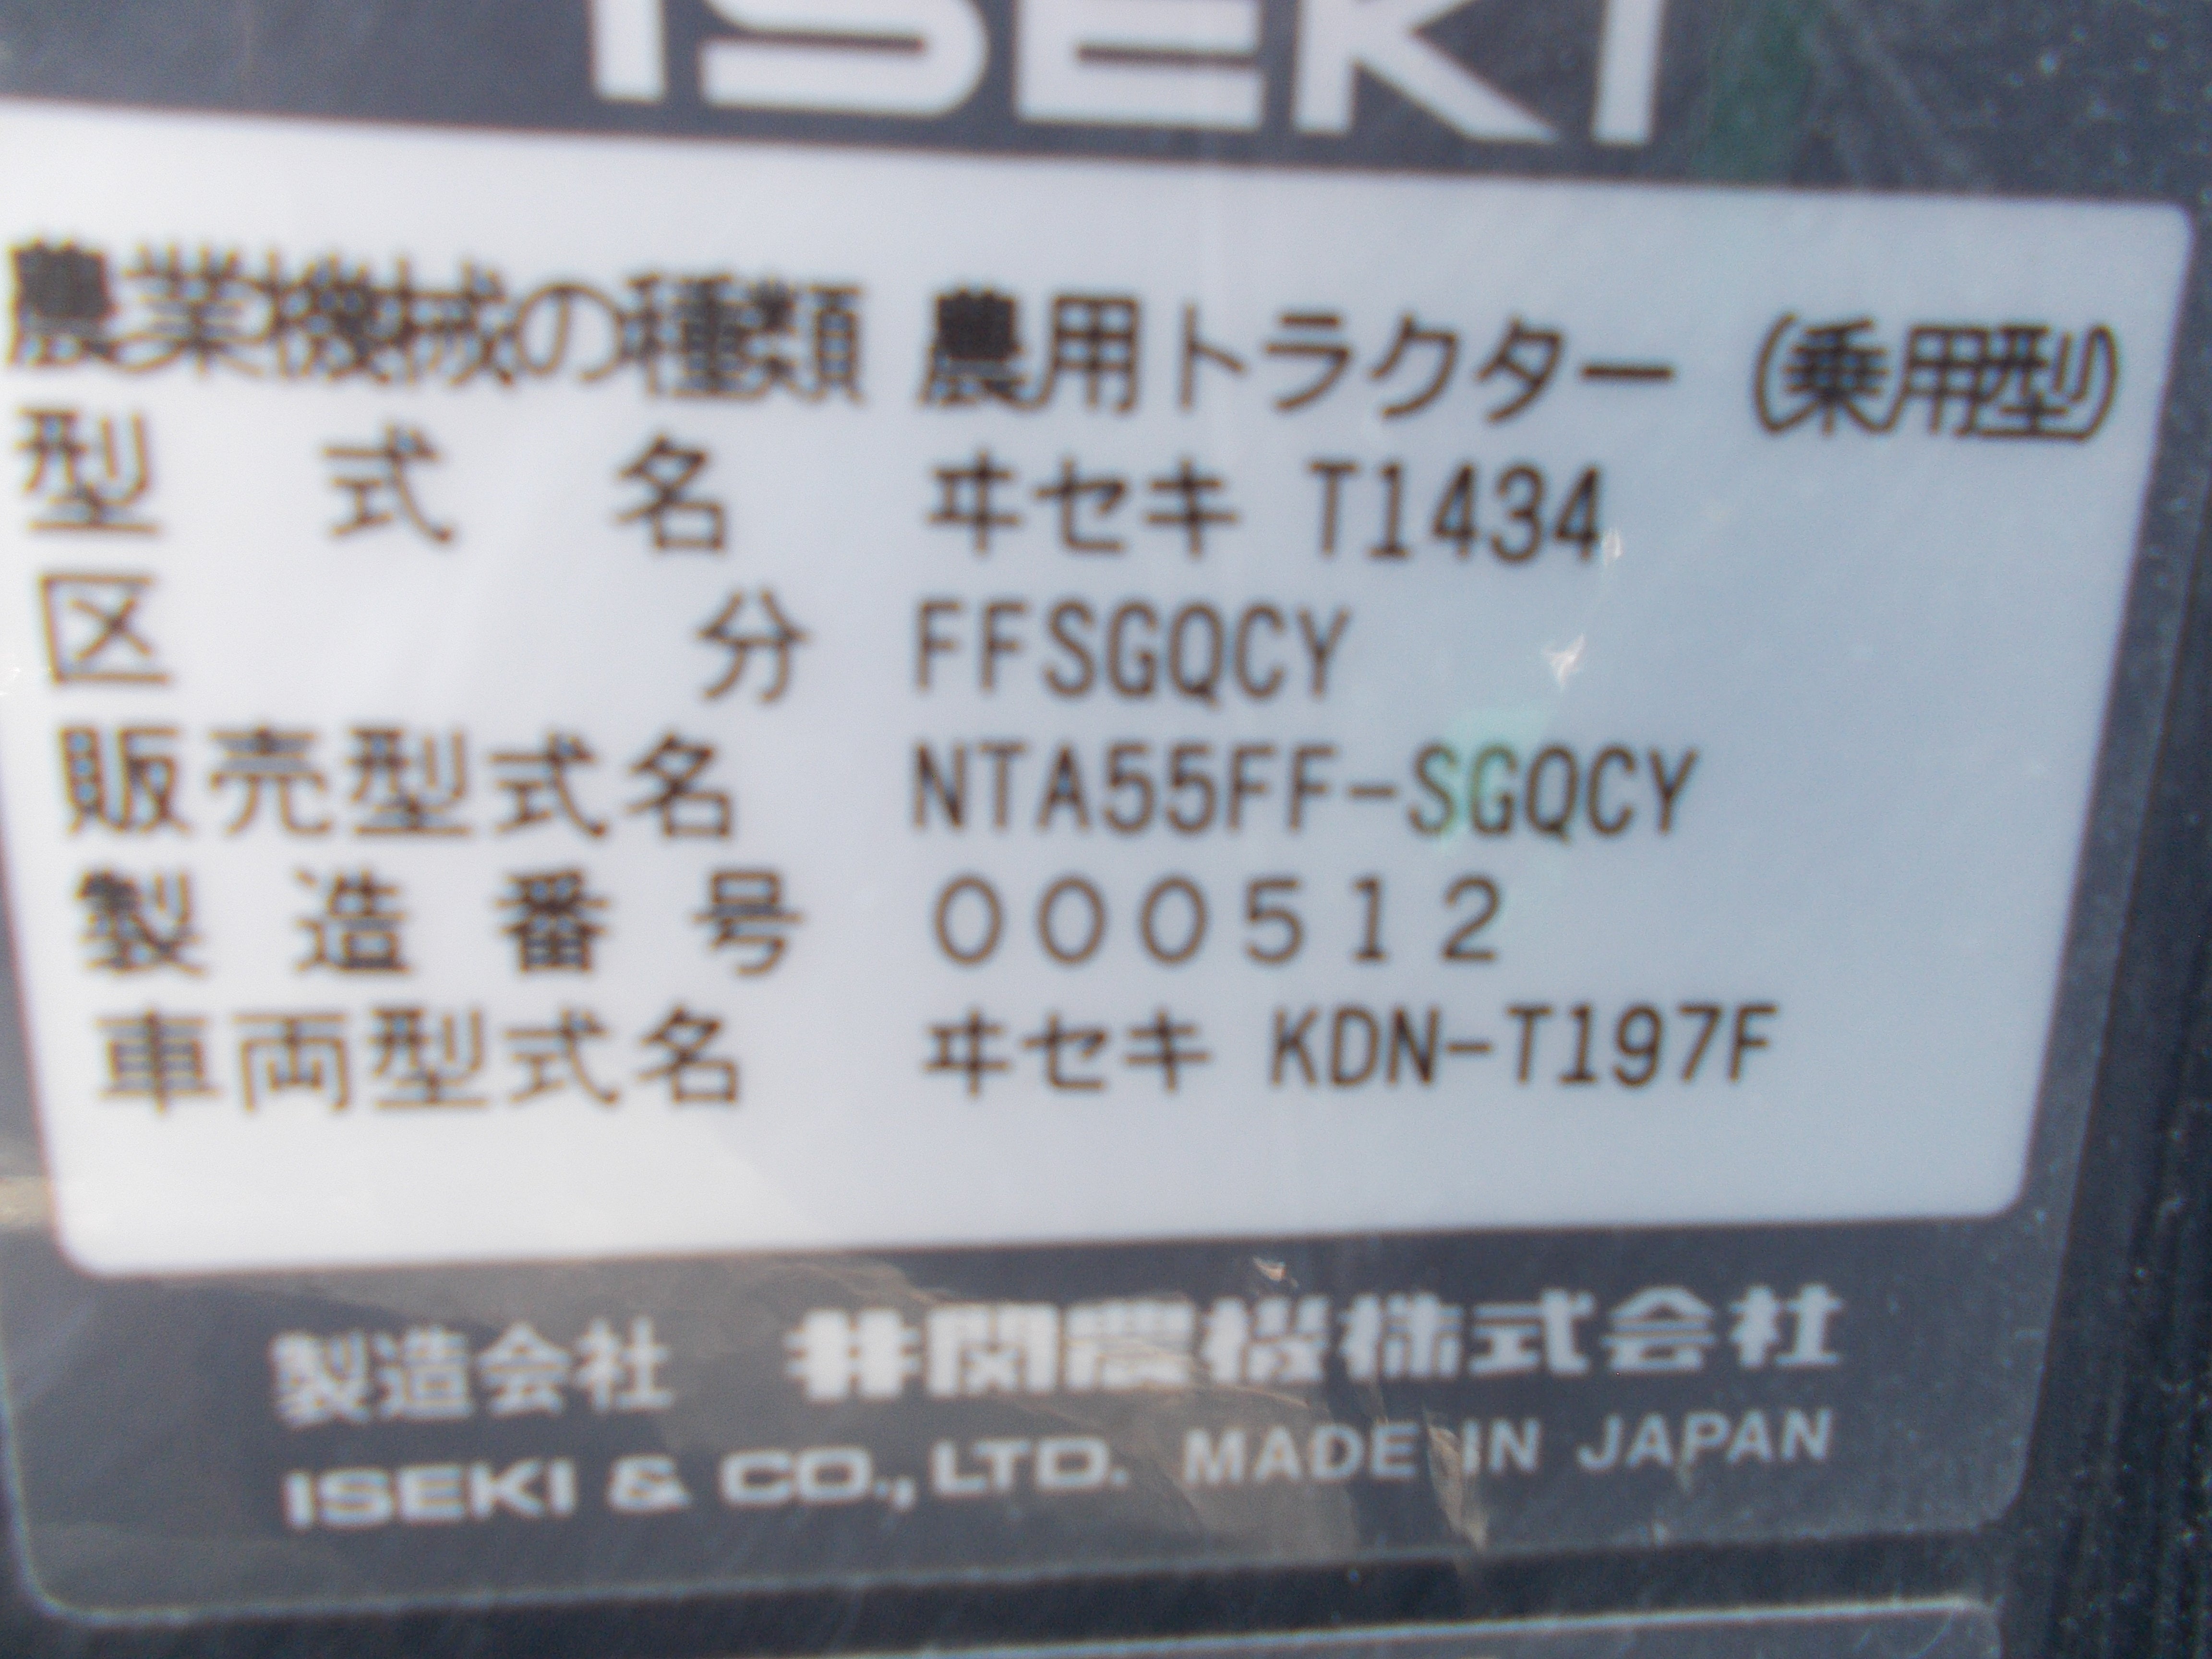 ISEKI
農業機械の種類 農用トラクター (乗用型)
型式名 ヰセキ T1434
区分 FFSGQCY
販売型式名 NTA55FF-SGQCY
製造番号 000512
車両型式名 ヰセキ KDN-T197F
製造会社 井関農機株式会社
ISEKI & CO., LTD. MADE IN JAPAN